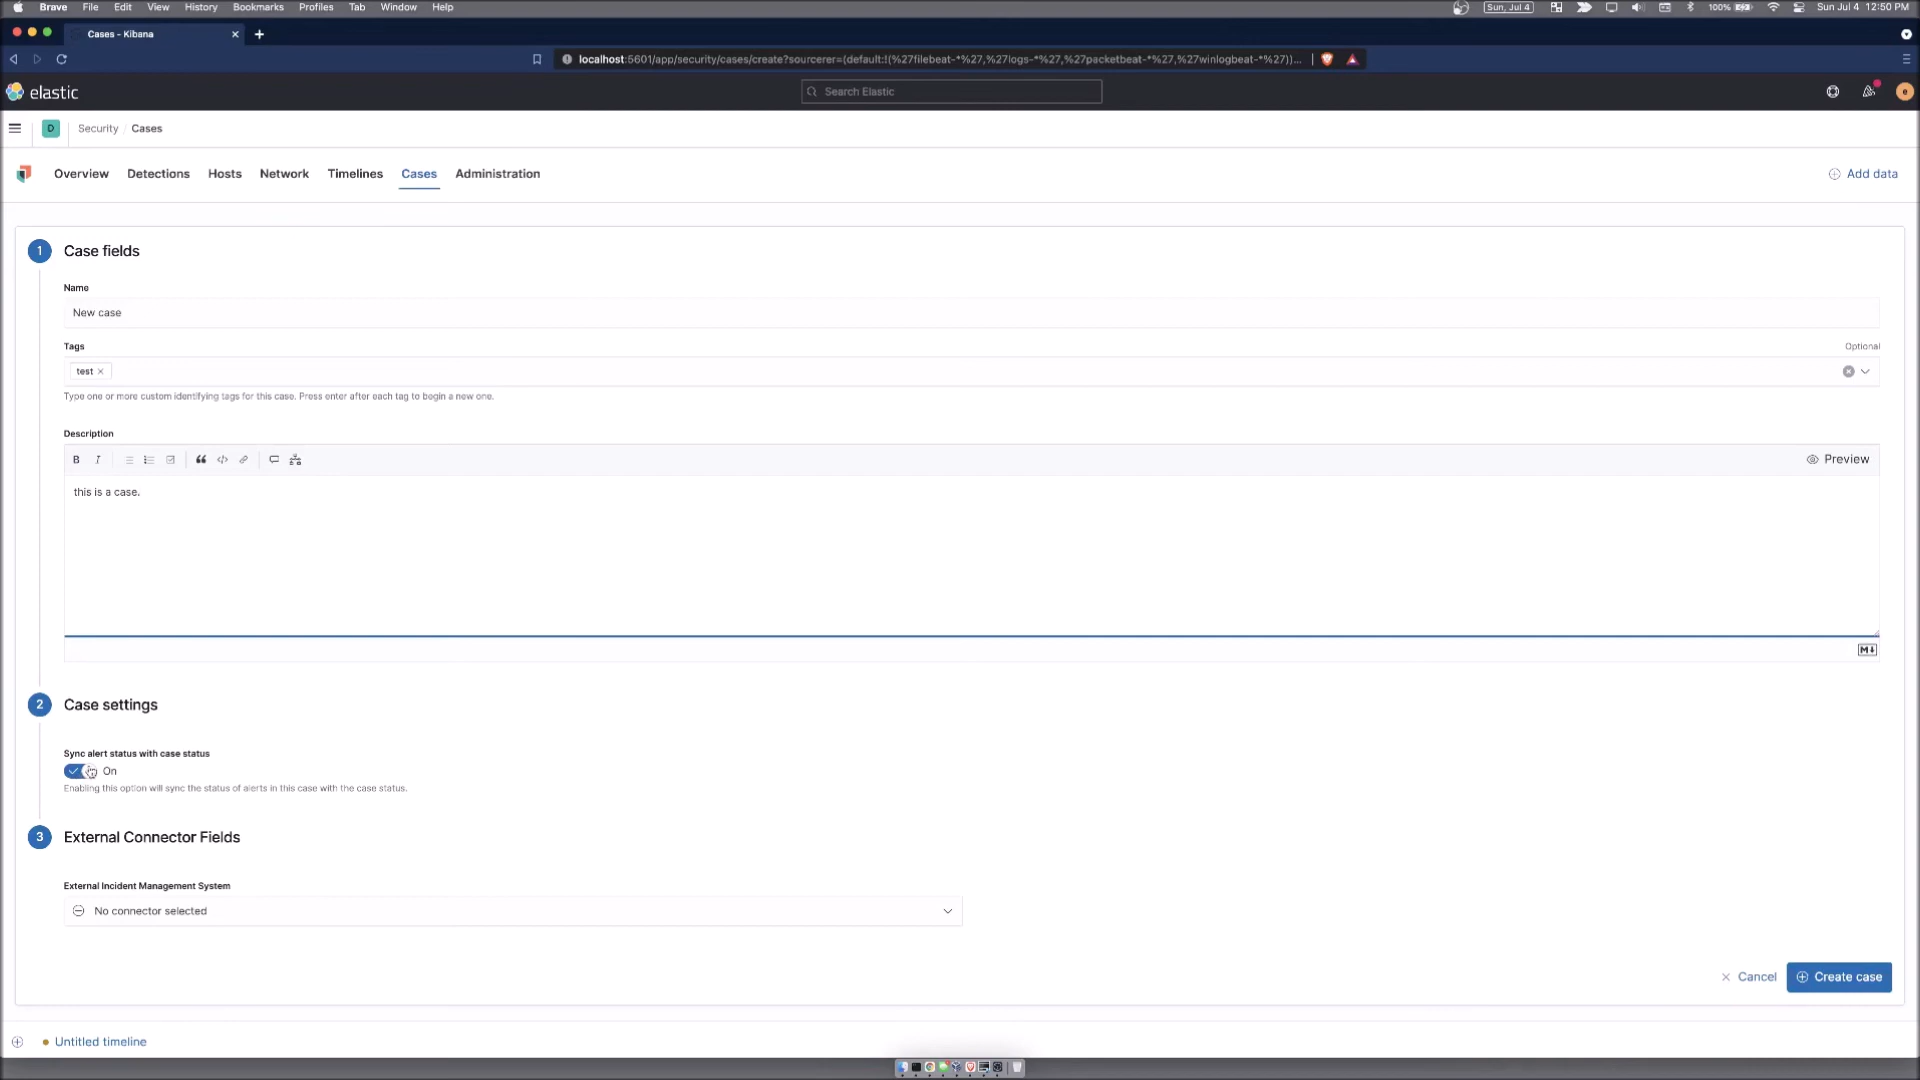 Brave File Edit View History Bookmarks Profiles Tab Window Help Sun, Jul 4 100% Sun Jul 4 12:50 PM
Cases - Kibana
localhost:5601/app/security/cases/create?sourcerer=(default:!(%27filebeat-*%27,%27logs-*%27,%27packetbeat-*%27,%27winlogbeat-*%27))...
elastic Search Elastic e
D Security / Cases
Overview Detections Hosts Network Timelines Cases Administration Add data
1 Case fields
Name
New case
Tags Optional
test
Type one or more custom identifying tags for this case. Press enter after each tag to begin a new one.
Description
B I Preview
this is a case.
M
2 Case settings
Sync alert status with case status
On
Enabling this option will sync the status of alerts in this case with the case status.
3 External Connector Fields
External Incident Management System
No connector selected
Cancel Create case
Untitled timeline